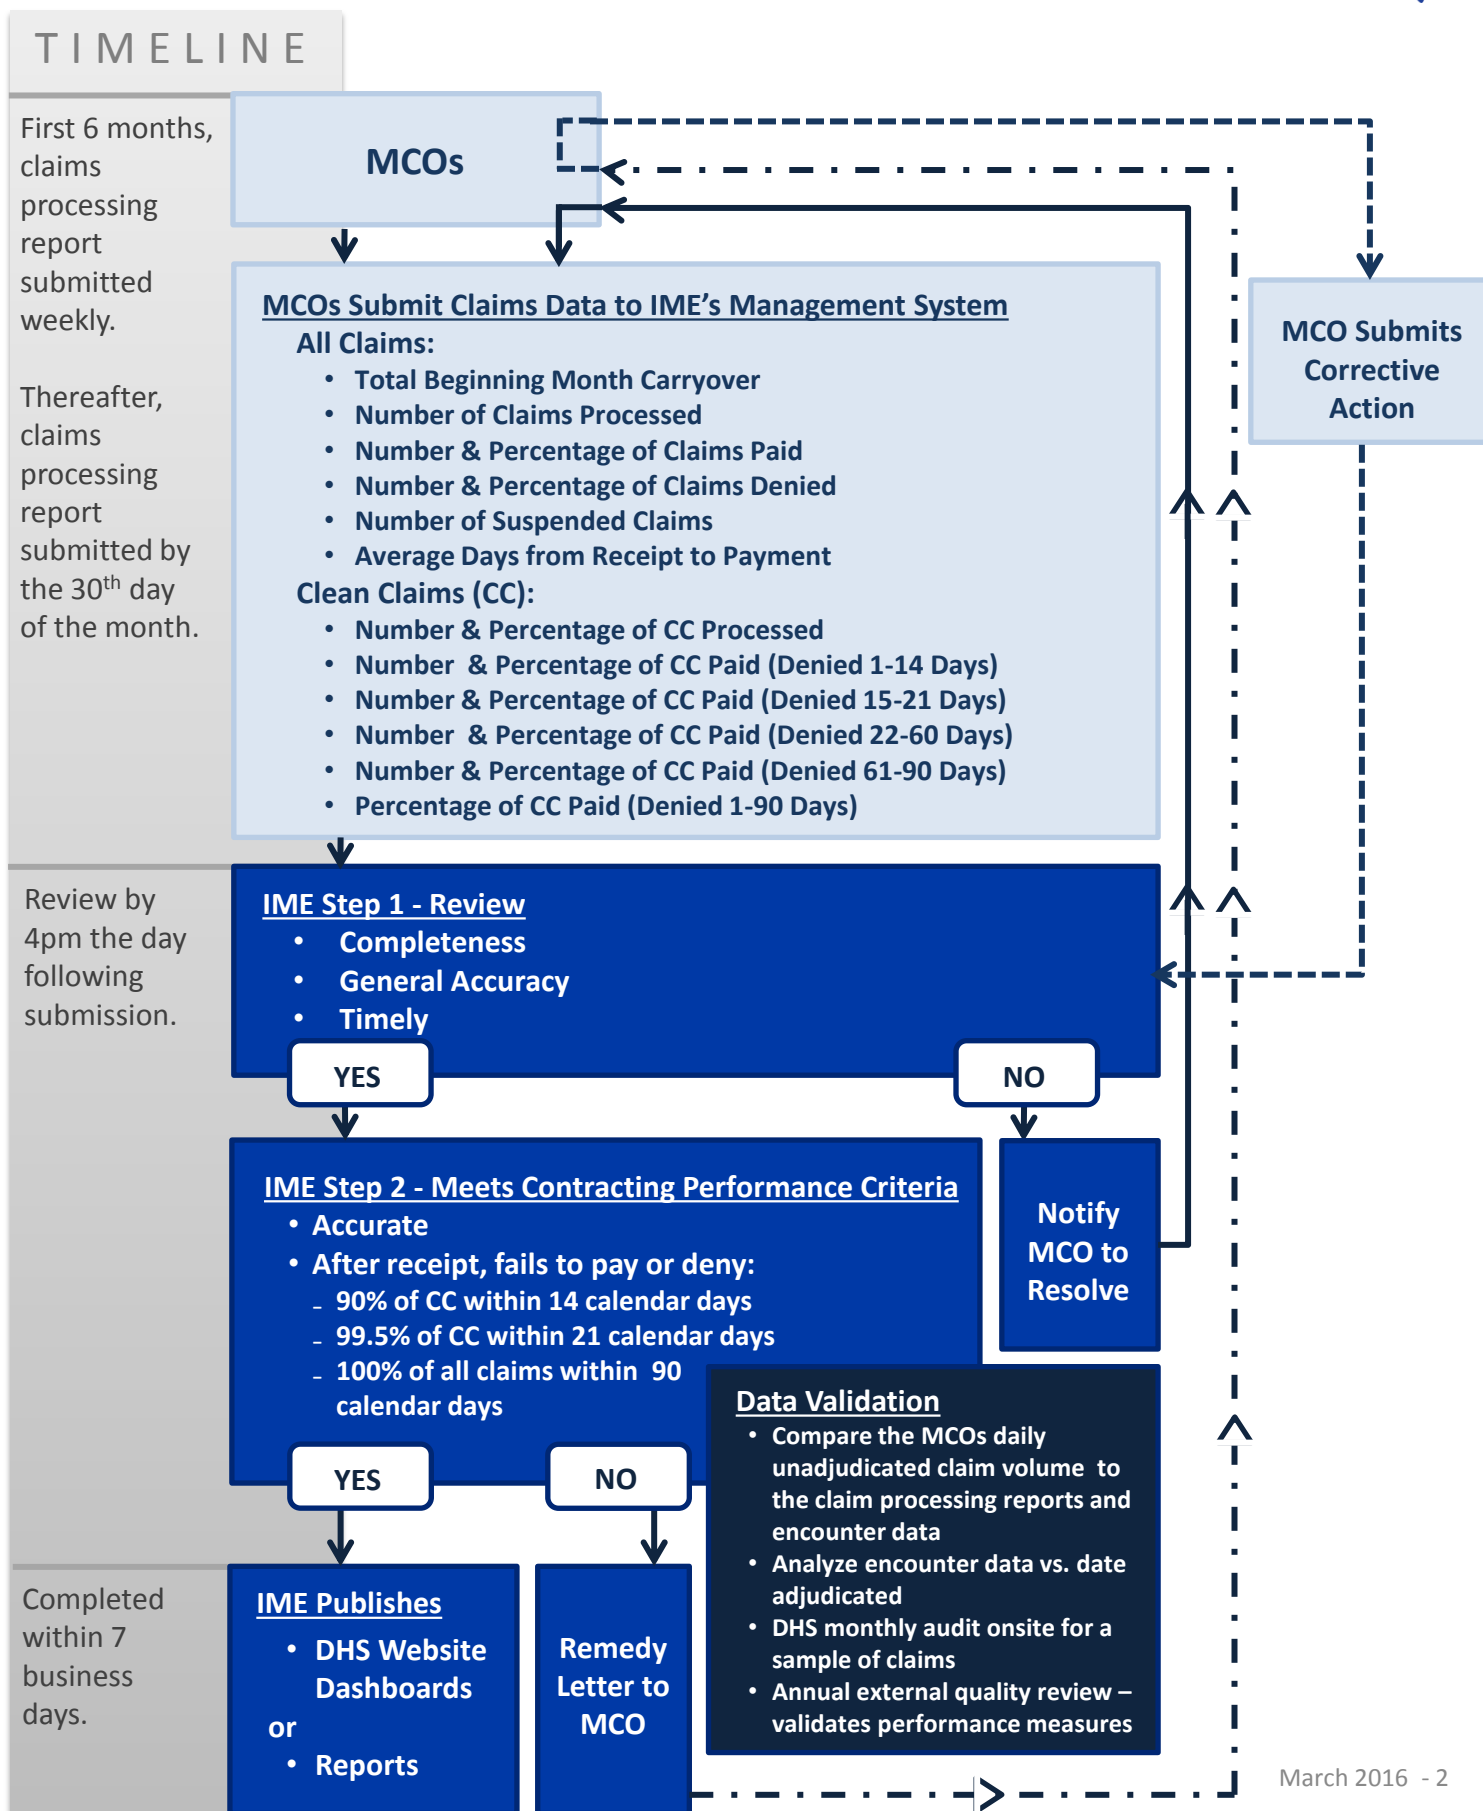 TIMELINE
First 6 months,
claims
processing
report
submitted
weekly.
Thereafter,
claims
processing
report
submitted by
the 30th day
of the month.
MCOs
MCOs Submit Claims Data to IME’s Management System
All Claims:
• Total Beginning Month Carryover
• Number of Claims Processed
• Number & Percentage of Claims Paid
• Number & Percentage of Claims Denied
• Number of Suspended Claims
• Average Days from Receipt to Payment
Clean Claims (CC):
• Number & Percentage of CC Processed
• Number & Percentage of CC Paid (Denied 1-14 Days)
• Number & Percentage of CC Paid (Denied 15-21 Days)
• Number & Percentage of CC Paid (Denied 22-60 Days)
• Number & Percentage of CC Paid (Denied 61-90 Days)
• Percentage of CC Paid (Denied 1-90 Days)
MCO Submits
Corrective
Action
Review by
4pm the day
following
submission.
IME Step 1 - Review
• Completeness
• General Accuracy
• Timely
YES
NO
IME Step 2 - Meets Contracting Performance Criteria
• Accurate
• After receipt, fails to pay or deny:
- 90% of CC within 14 calendar days
- 99.5% of CC within 21 calendar days
- 100% of all claims within 90
calendar days
YES
NO
Notify
MCO to
Resolve
Data Validation
• Compare the MCOs daily
unadjudicated claim volume to
the claim processing reports and
encounter data
• Analyze encounter data vs. date
adjudicated
• DHS monthly audit onsite for a
sample of claims
• Annual external quality review –
validates performance measures
Completed
within 7
business
days.
IME Publishes
• DHS Website
Dashboards
or
• Reports
Remedy
Letter to
MCO
March 2016 - 2